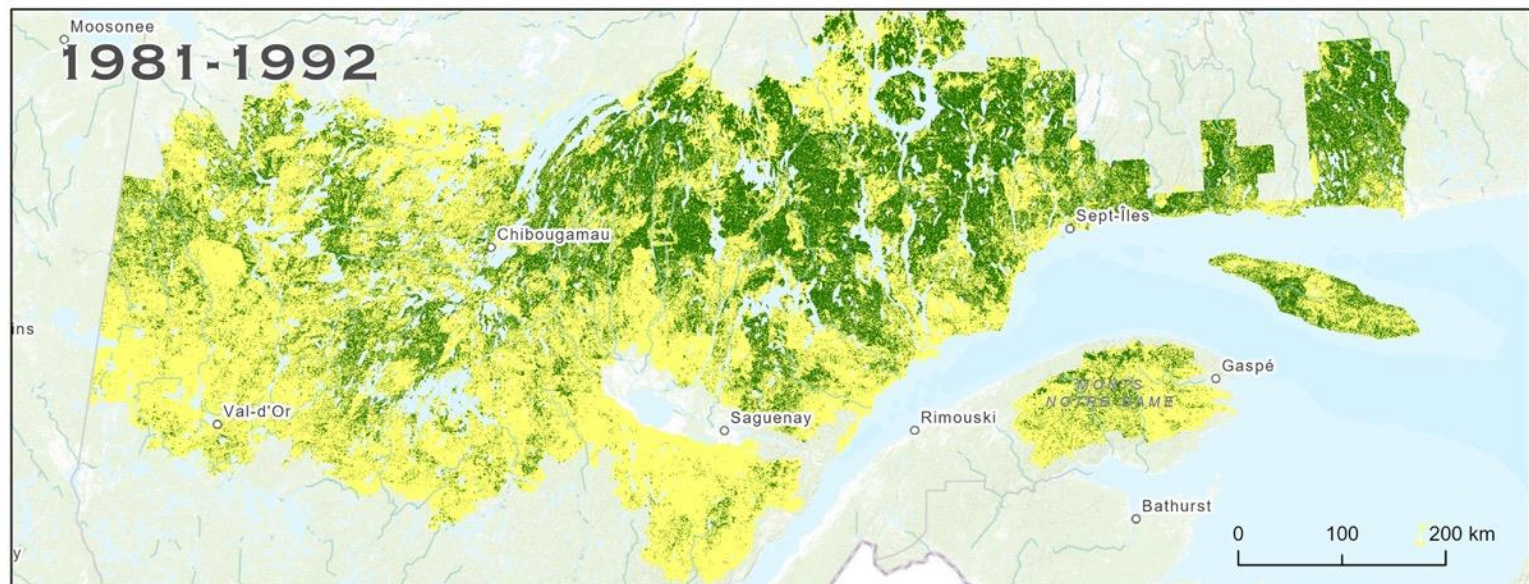 Moosonee
1981-1992
Sept-Îles
Chibougamau
ins
Gaspé
MONTS
NOTRE-DAME
Val-d'Or
Saguenay
Rimouski
Bathurst
0 100 200 km
y